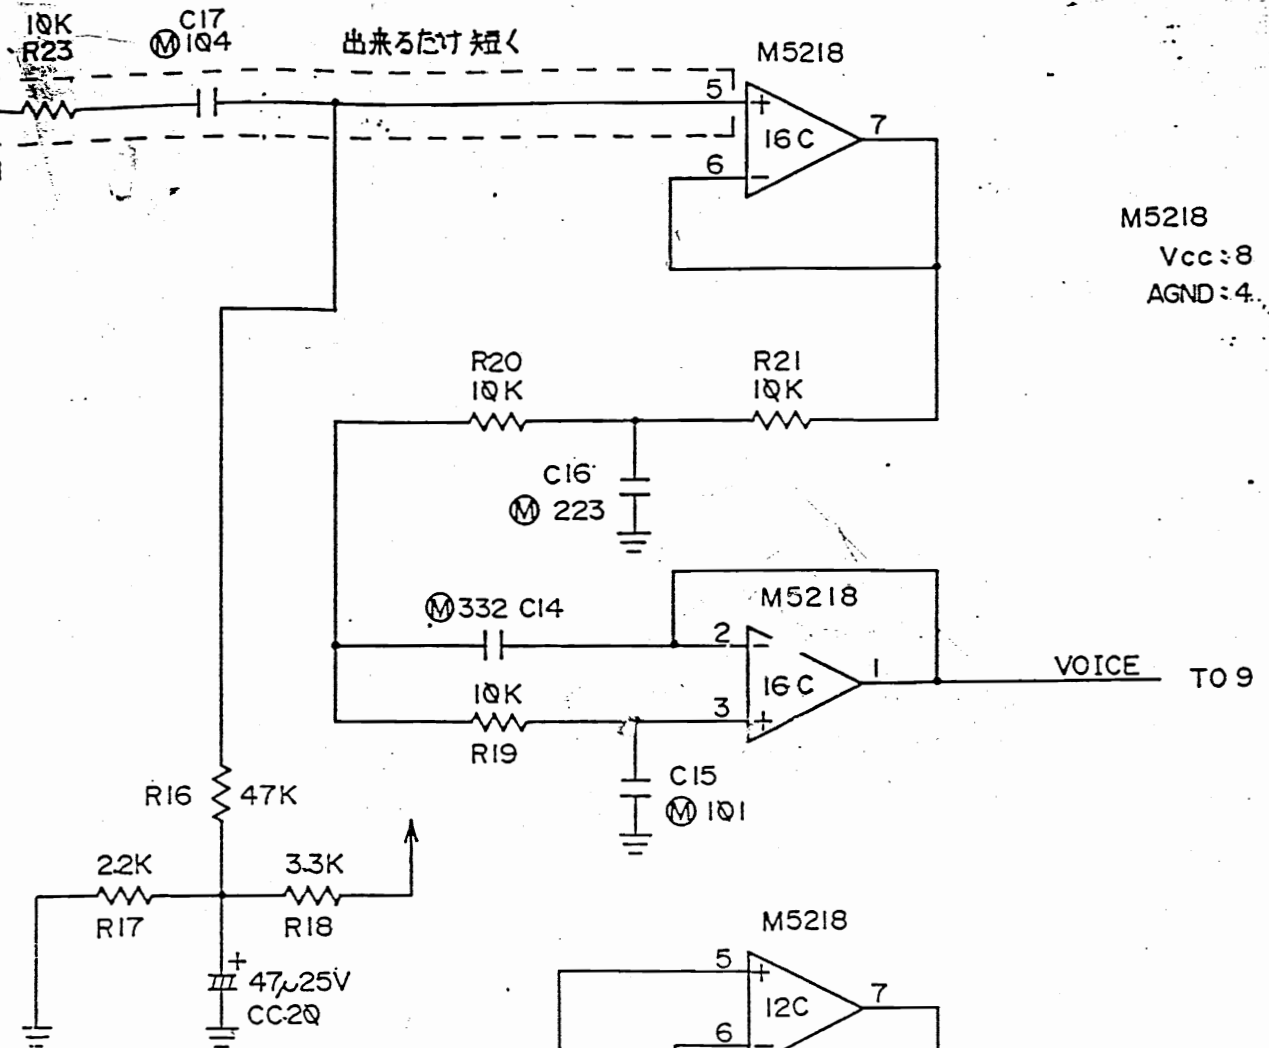 10K
R23
C17
Ⓜ104
出来るだけ短く
M5218
5
+
16C
7
6
−
M5218
Vcc:8
AGND:4
R20
10K
R21
10K
C16
Ⓜ 223
Ⓜ332 C14
M5218
2
−
16C
1
VOICE
TO 9
10K
3
+
R19
C15
Ⓜ 101
R16
47K
2.2K
3.3K
R17
R18
+
47μ25V
CC20
M5218
5
+
12C
7
6
−